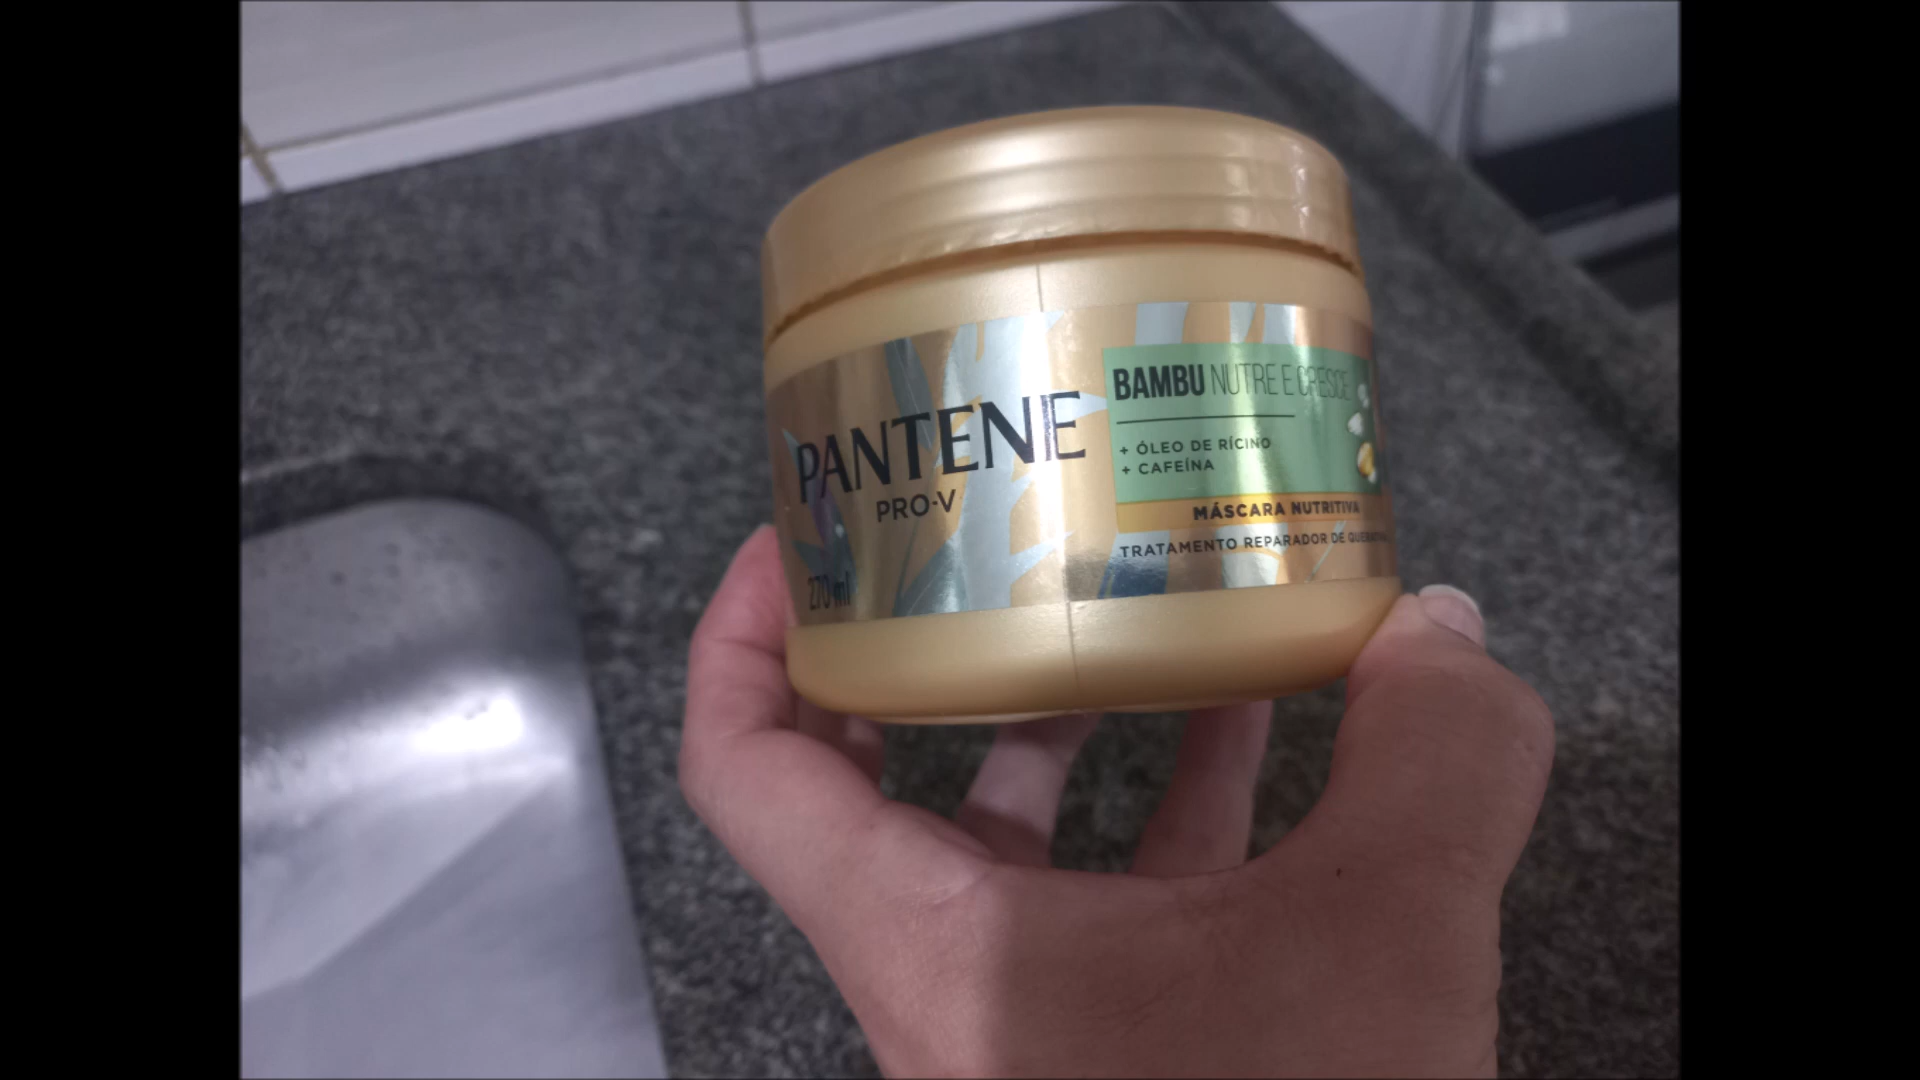 PANTENE
PRO-V
270 ml
BAMBU NUTRE E CRESCE
+ ÓLEO DE RÍCINO
+ CAFEÍNA
MÁSCARA NUTRITIVA
TRATAMENTO REPARADOR DE